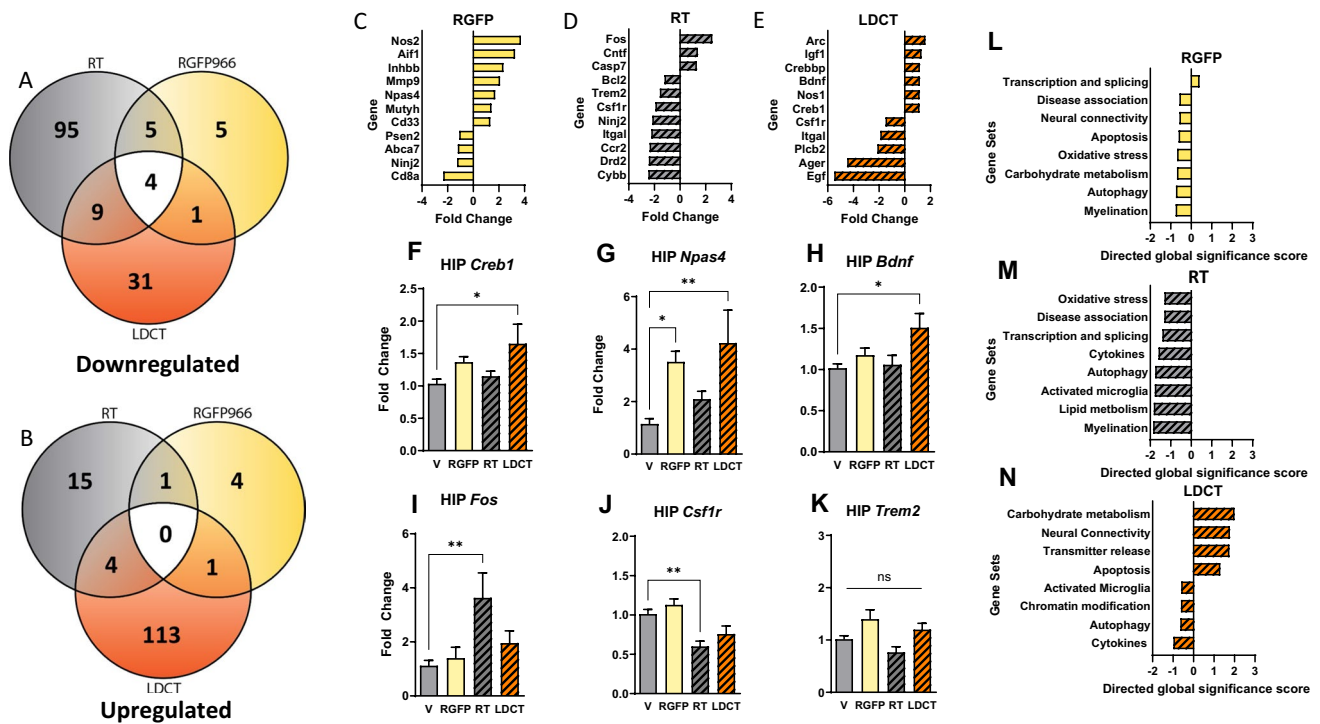 A
RT
RGFP966
95
5
5
4
9
1
31
LDCT
Downregulated
B
RT
RGFP966
15
1
4
0
4
1
113
LDCT
Upregulated
C
RGFP
Gene
Nos2
Aif1
Inhbb
Mmp9
Npas4
Mutyh
Cd33
Psen2
Abca7
Ninj2
Cd8a
-4 -2 0 2 4
Fold Change
D
RT
Gene
Fos
Cntf
Casp7
Bcl2
Trem2
Csf1r
Ninj2
Itgal
Ccr2
Drd2
Cybb
-4 -2 0 2 4
Fold Change
E
LDCT
Gene
Arc
Igf1
Crebbp
Bdnf
Nos1
Creb1
Csf1r
Itgal
Plcb2
Ager
Egf
-6 -4 -2 0 2
Fold Change
F
HIP Creb1
*
Fold Change
2.5
2.0
1.5
1.0
0.5
0.0
V RGFP RT LDCT
G
HIP Npas4
**
*
Fold Change
6
4
2
0
V RGFP RT LDCT
H
HIP Bdnf
*
2.0
1.5
1.0
0.5
0.0
V RGFP RT LDCT
I
HIP Fos
**
Fold Change
6
4
2
0
V RGFP RT LDCT
J
HIP Csf1r
**
2.0
1.5
1.0
0.5
0.0
V RGFP RT LDCT
K
HIP Trem2
ns
3
2
1
0
V RGFP RT LDCT
L
RGFP
Gene Sets
Transcription and splicing
Disease association
Neural connectivity
Apoptosis
Oxidative stress
Carbohydrate metabolism
Autophagy
Myelination
-2 -1 0 1 2 3
Directed global significance score
M
RT
Gene Sets
Oxidative stress
Disease association
Transcription and splicing
Cytokines
Autophagy
Activated microglia
Lipid metbolism
Myelination
-2 -1 0 1 2 3
Directed global significance score
N
LDCT
Gene Sets
Carbohydrate metabolism
Neural Connectivity
Transmitter release
Apoptosis
Activated Microglia
Chromatin modification
Autophagy
Cytokines
-2 -1 0 1 2 3
Directed global significance score